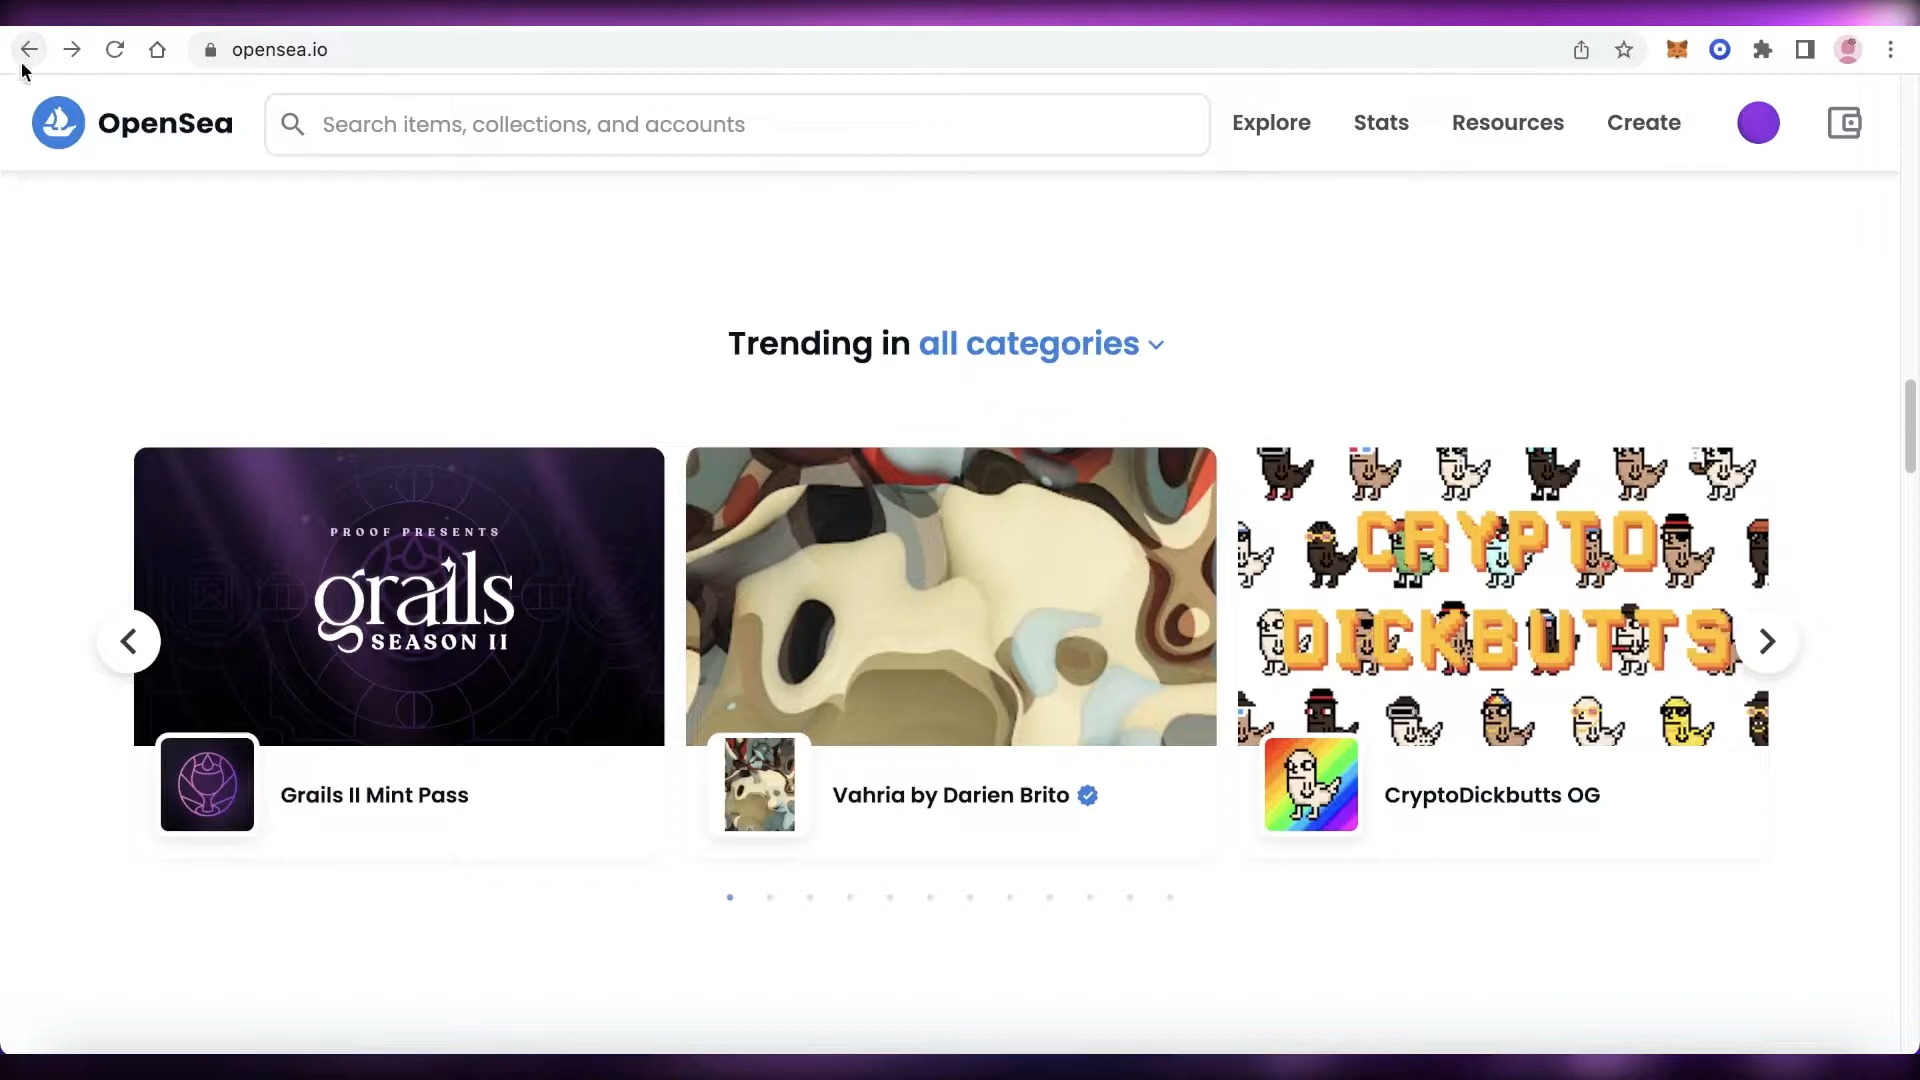 opensea.io
OpenSea
Search items, collections, and accounts
Explore
Stats
Resources
Create
Trending in all categories
PROOF PRESENTS
grails
SEASON II
CRYPTO
DICKBUTTS
Grails II Mint Pass
Vahria by Darien Brito
CryptoDickbutts OG